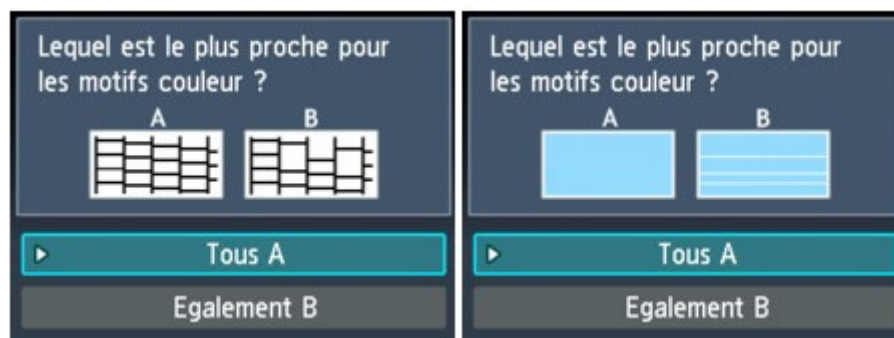 Lequel est le plus proche pour
les motifs couleur ?
A B
Tous A
Egalement B
Lequel est le plus proche pour
les motifs couleur ?
A B
Tous A
Egalement B